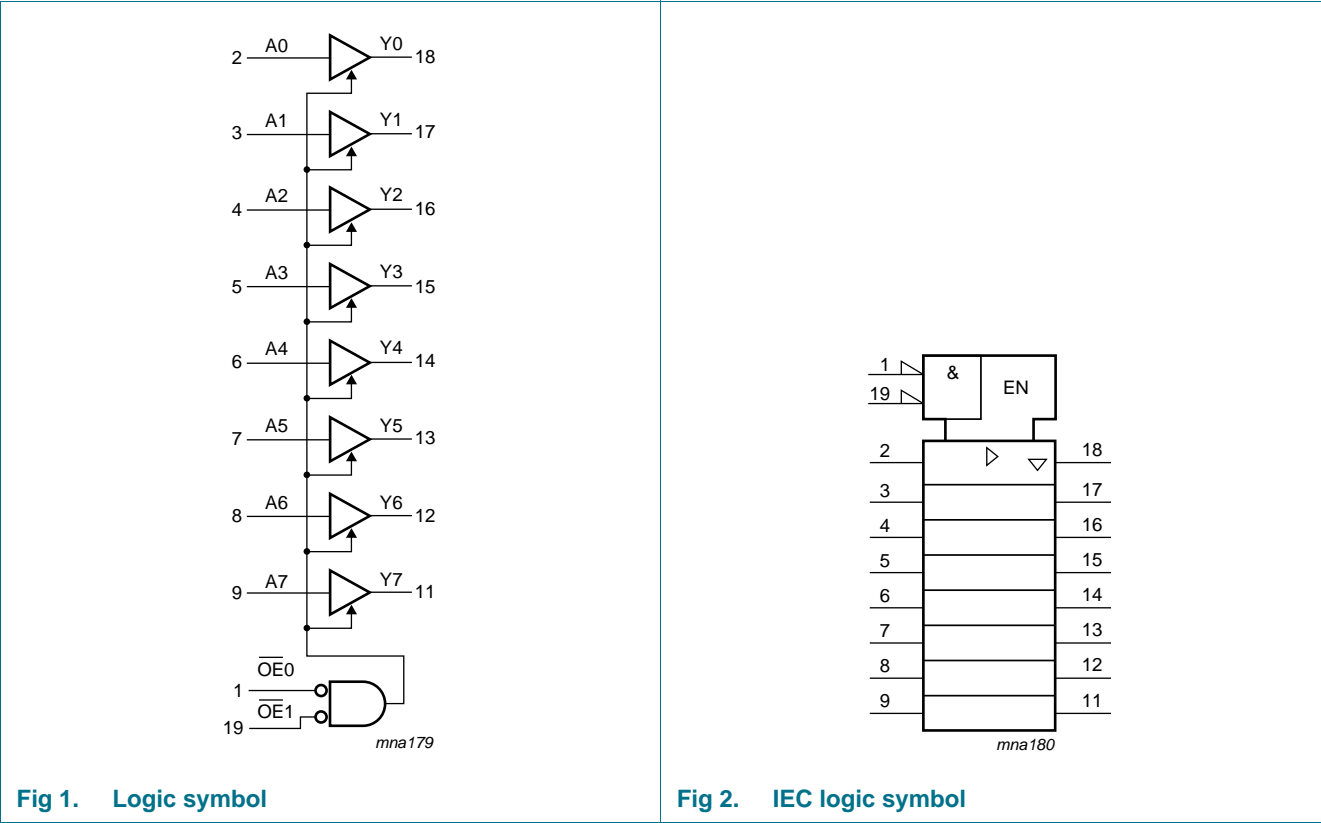 2 A0 Y0 18
3 A1 Y1 17
4 A2 Y2 16
5 A3 Y3 15
6 A4 Y4 14
7 A5 Y5 13
8 A6 Y6 12
9 A7 Y7 11
O̅E̅0
1
O̅E̅1
19
mna179
Fig 1. Logic symbol
1 & EN
19
2 18
3 17
4 16
5 15
6 14
7 13
8 12
9 11
mna180
Fig 2. IEC logic symbol